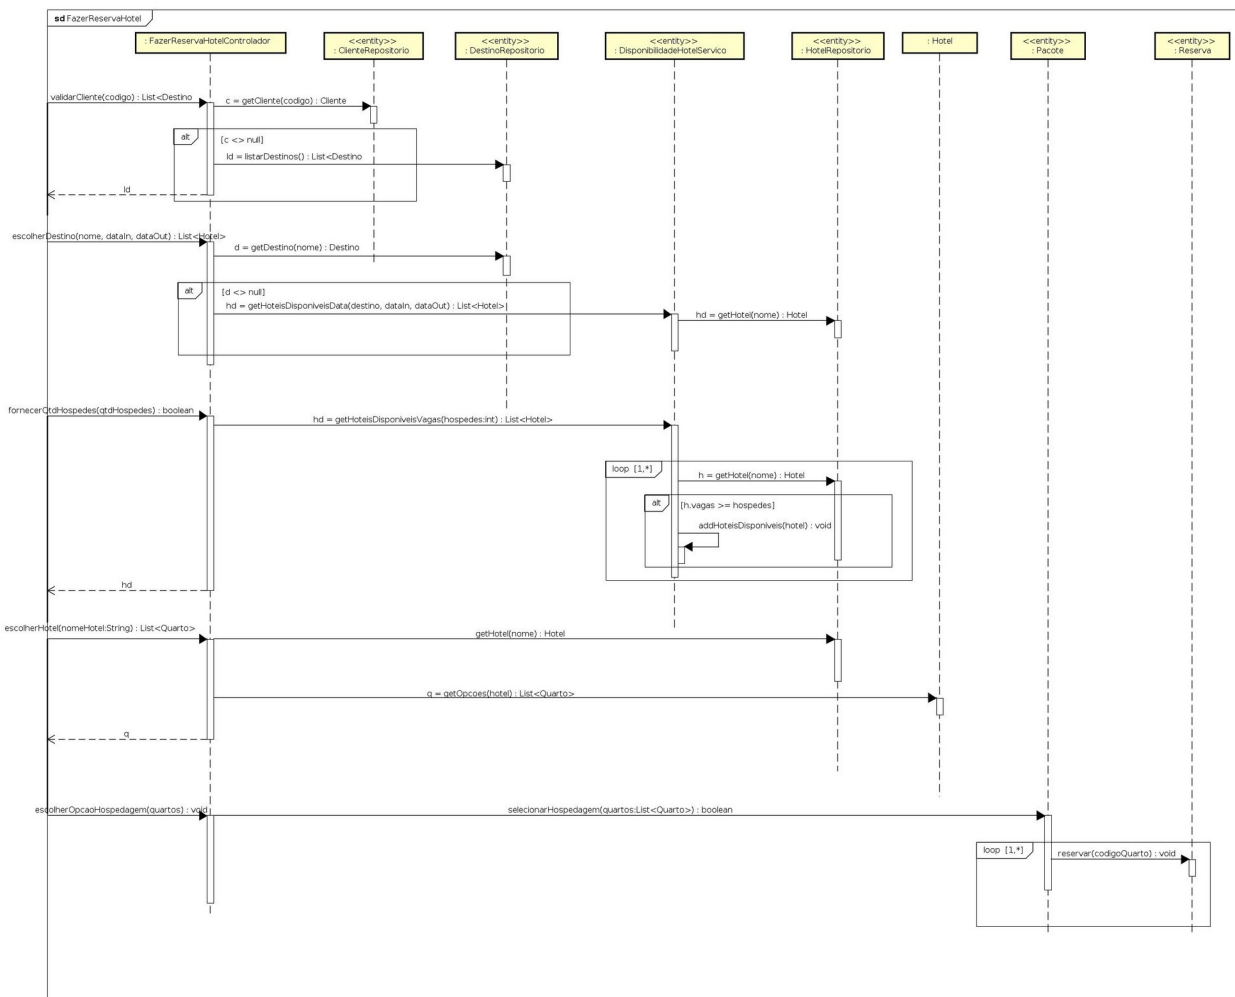 sd FazerReservaHotel
: FazerReservaHotelControlador
<<entity>>
: ClienteRepositorio
<<entity>>
: DestinoRepositorio
<<entity>>
: DisponibilidadeHotelServico
<<entity>>
: HotelRepositorio
: Hotel
<<entity>>
: Pacote
<<entity>>
: Reserva
validarCliente(codigo) : List<Destino
c = getCliente(codigo) : Cliente
alt
[c <> null]
ld = listarDestinos() : List<Destino
ld
escolherDestino(nome, dataIn, dataOut) : List<Hotel>
d = getDestino(nome) : Destino
alt
[d <> null]
hd = getHoteisDisponiveisData(destino, dataIn, dataOut) : List<Hotel>
hd = getHotel(nome) : Hotel
fornecerQtdHospedes(qtdHospedes) : boolean
hd = getHoteisDisponiveisVagas(hospedes:int) : List<Hotel>
loop [1,*]
h = getHotel(nome) : Hotel
alt
[h.vagas >= hospedes]
addHoteisDisponiveis(hotel) : void
hd
escolherHotel(nomeHotel:String) : List<Quarto>
getHotel(nome) : Hotel
q = getOpcoes(hotel) : List<Quarto>
q
escolherOpcaoHospedagem(quartos) : void
selecionarHospedagem(quartos:List<Quarto>) : boolean
loop [1,*]
reservar(codigoQuarto) : void